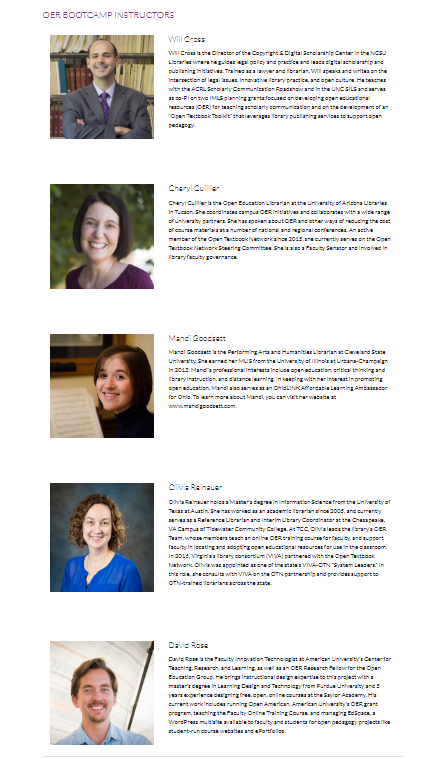 OER BOOTCAMP INSTRUCTORS
Will Cross
Will Cross is the Director of the Copyright & Digital Scholarship Center in the NCSU
Libraries where he guides legal policy and practice and leads digital scholarship and
publishing initiatives. Trained as a lawyer and librarian, Will speaks and writes on the
intersection of legal issues, innovative library practice, and open culture. He teaches
with the ACRL Scholarly Communication Roadshow and in the UNC SILS and serves
as co-PI on two IMLS planning grants focused on developing open educational
resources (OER) for teaching scholarly communication and on the development of an
"Open Textbook Toolkit" that leverages library publishing services to support open
pedagogy.
Cheryl Cuillier
Cheryl Cuillier is the Open Education Librarian at the University of Arizona Libraries
in Tucson. She coordinates campus OER initiatives and collaborates with a wide range
of university partners. She has spoken about OER and other ways of reducing the cost
of course materials at a number of national and regional conferences. An active
member of the Open Textbook Network since 2015, she currently serves on the Open
Textbook Network Steering Committee. She is also a Faculty Senator and involved in
library faculty governance.
Mandi Goodsett
Mandi Goodsett is the Performing Arts and Humanities Librarian at Cleveland State
University. She earned her MLIS from the University of Illinois at Urbana-Champaign
in 2013. Mandi's professional interests include open education, critical thinking and
library instruction, and distance learning. In keeping with her interest in promoting
open education, Mandi also serves as an OhioLINK Affordable Learning Ambassador
for Ohio. To learn more about Mandi, you can visit her website at
www.mandigoodsett.com.
Olivia Reinauer
Olivia Reinauer holds a Master's degree in Information Science from the University of
Texas at Austin. She has worked as an academic librarian since 2005, and currently
serves as a Reference Librarian and Interim Library Coordinator at the Chesapeake,
VA Campus of Tidewater Community College. At TCC, Olivia leads the library's OER
Team, whose members teach an online OER training course for faculty, and support
faculty in locating and adopting open educational resources for use in the classroom.
In 2016, Virginia's library consortium (VIVA) partnered with the Open Textbook
Network. Olivia was appointed as one of the state's VIVA-OTN "System Leaders." In
this role, she consults with VIVA on the OTN partnership and provides support to
OTN-trained librarians across the state.
David Rose
David Rose is the Faculty Innovation Technologist at American University's Center for
Teaching, Research, and Learning, as well as an OER Research Fellow for the Open
Education Group. He brings instructional design expertise to this project with a
master's degree in Learning Design and Technology from Purdue University and 5
years experience designing free, open, online courses at the Saylor Academy. His
current work includes running Open American, American University's OER grant
program, teaching the Faculty Online Training Course, and managing EdSpace, a
WordPress multisite available to faculty and students for open pedagogy projects like
student-run course websites and ePortfolios.